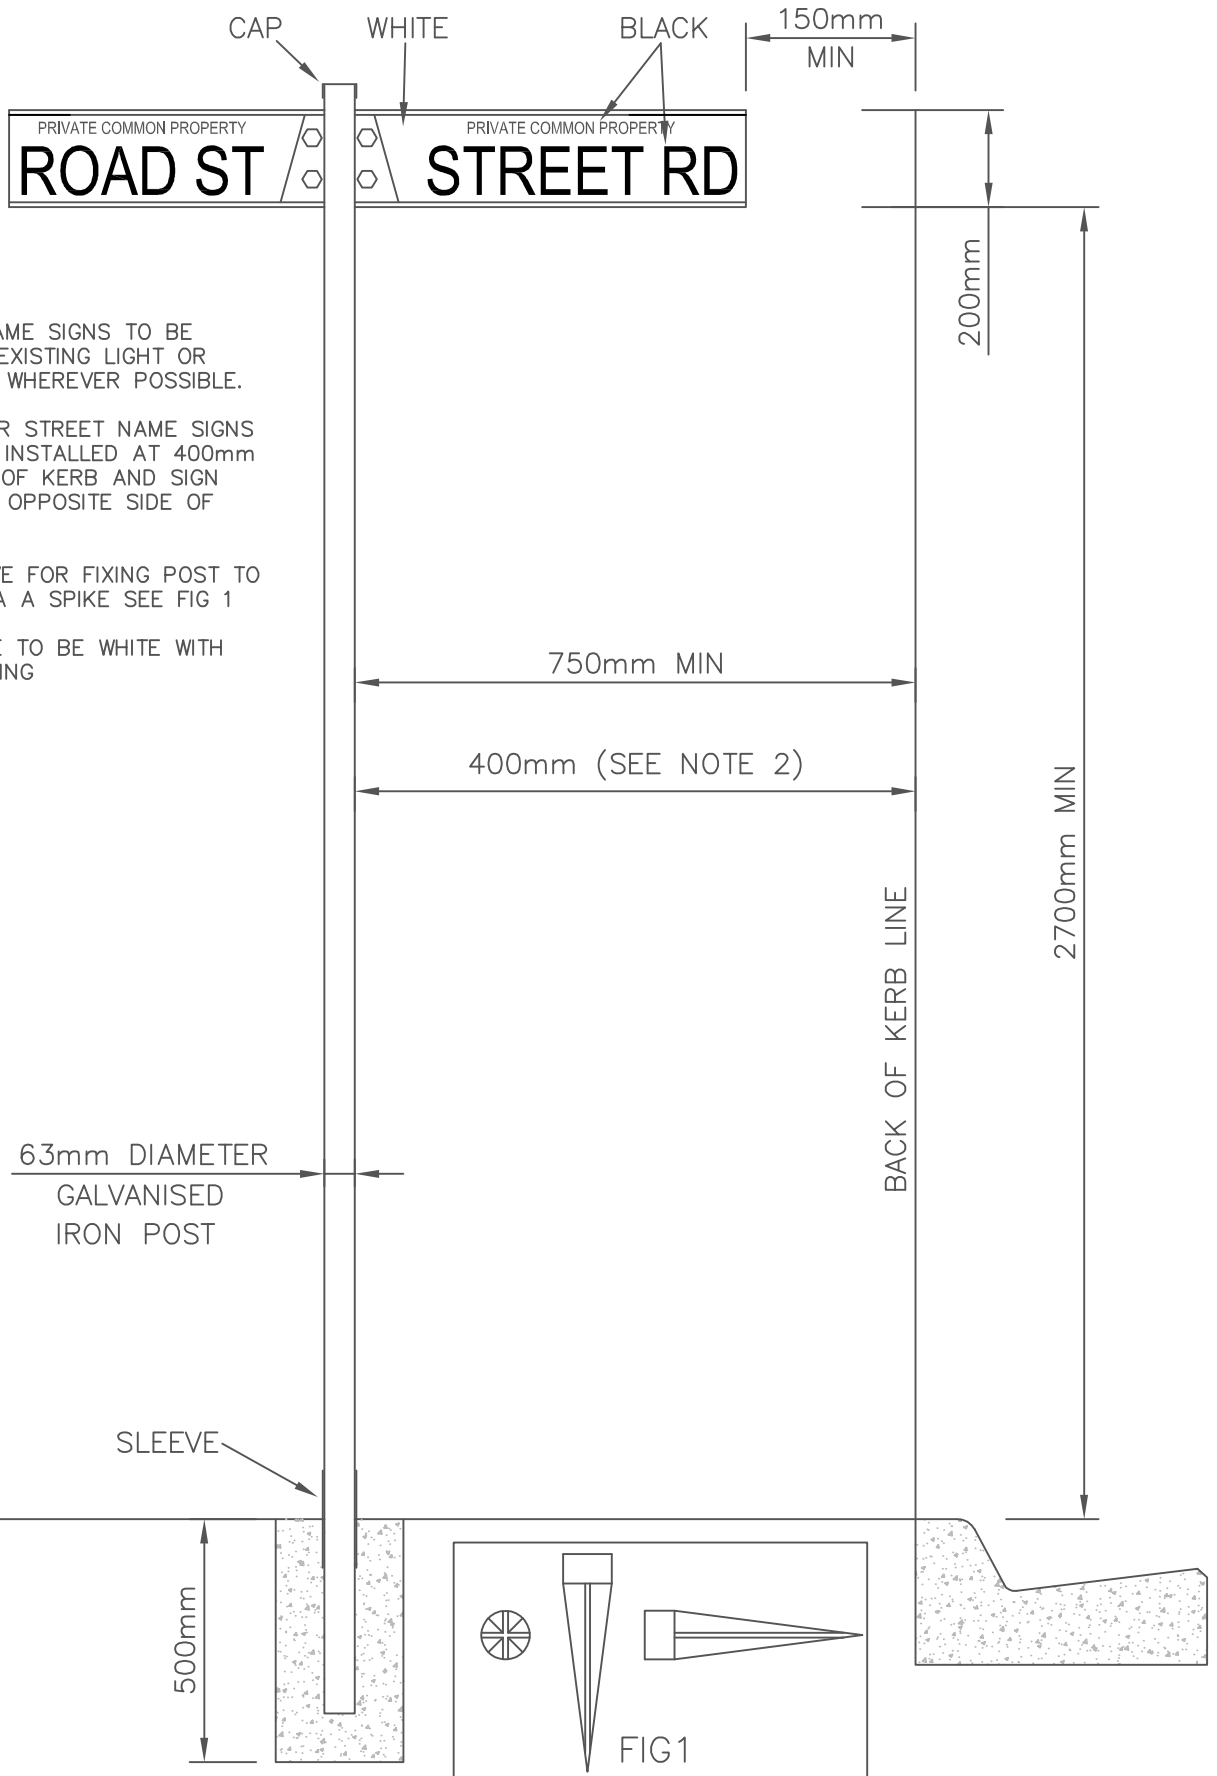 CAP
WHITE
BLACK
150mm
MIN
PRIVATE COMMON PROPERTY
ROAD ST
PRIVATE COMMON PROPERTY
STREET RD
200mm
AME SIGNS TO BE
EXISTING LIGHT OR
WHEREVER POSSIBLE.
R STREET NAME SIGNS
INSTALLED AT 400mm
OF KERB AND SIGN
OPPOSITE SIDE OF
VE FOR FIXING POST TO
A A SPIKE SEE FIG 1
E TO BE WHITE WITH
ING
750mm MIN
400mm (SEE NOTE 2)
2700mm MIN
BACK OF KERB LINE
63mm DIAMETER
GALVANISED
IRON POST
SLEEVE
500mm
FIG1